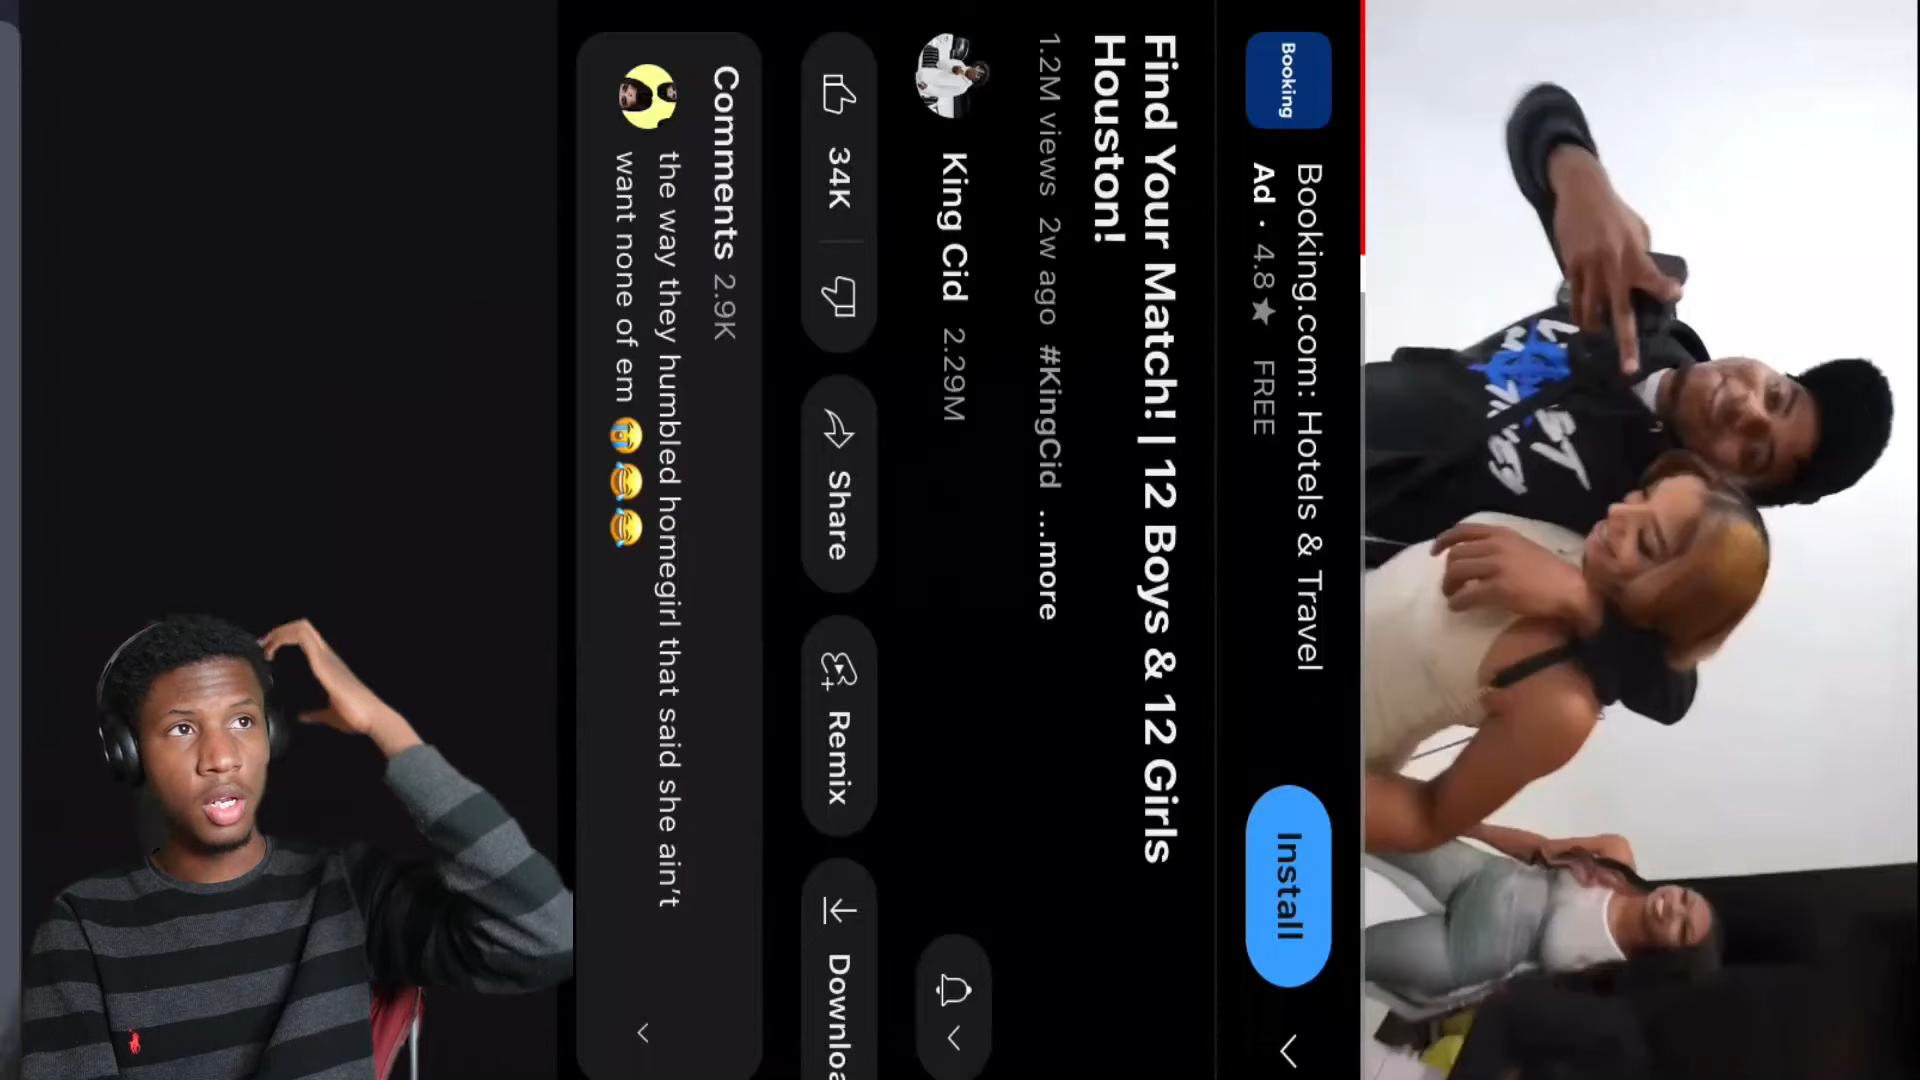 Booking
Booking.com: Hotels & Travel
Ad · 4.8★ FREE
Install
Find Your Match! | 12 Boys & 12 Girls
Houston!
1.2M views 2w ago #KingCid ...more
King Cid 2.29M
34K
Share
Remix
Downloa
Comments 2.9K
the way they humbled homegirl that said she ain't
want none of em 😭😂😂